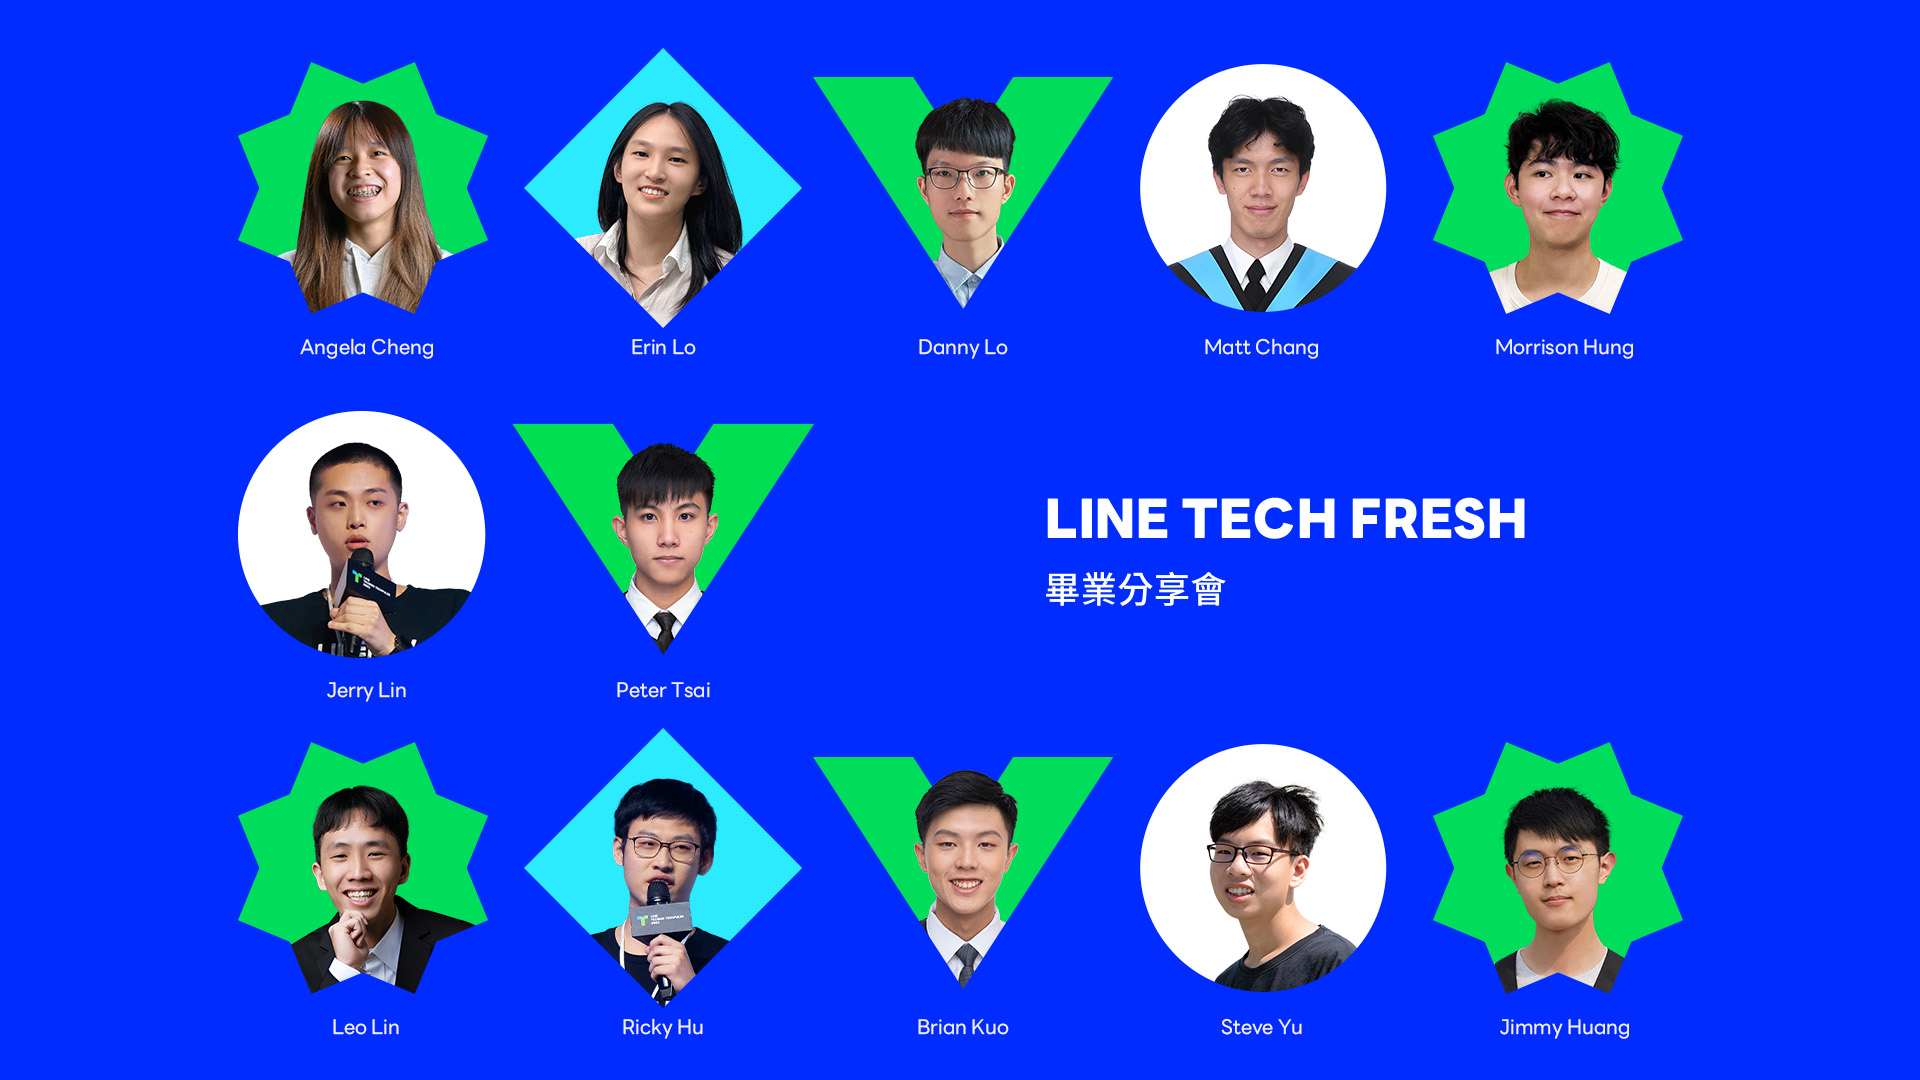 Angela Cheng
Erin Lo
Danny Lo
Matt Chang
Morrison Hung
LINE TECH FRESH
畢業分享會
Jerry Lin
Peter Tsai
Leo Lin
Ricky Hu
Brian Kuo
Steve Yu
Jimmy Huang